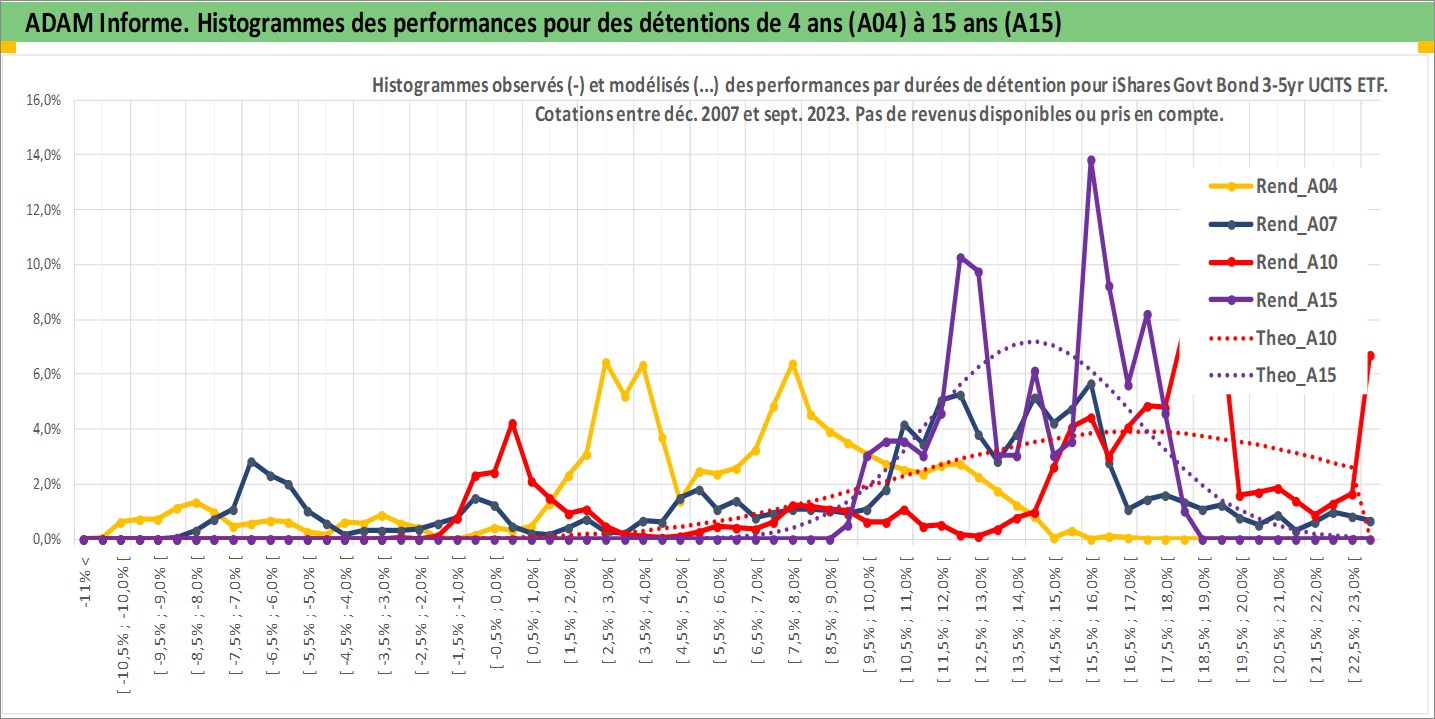 ADAM Informe. Histogrammes des performances pour des détentions de 4 ans (A04) à 15 ans (A15)
Histogrammes observés (-) et modélisés (...) des performances par durées de détention pour iShares Govt Bond 3-5yr UCITS ETF.
Cotations entre déc. 2007 et sept. 2023. Pas de revenus disponibles ou pris en compte.
16,0%
14,0%
12,0%
10,0%
8,0%
6,0%
4,0%
2,0%
0,0%
Rend_A04
Rend_A07
Rend_A10
Rend_A15
Theo_A10
Theo_A15
-11% <
[ -10,5% ; -10,0% [
[ -9,5% ; -9,0% [
[ -8,5% ; -8,0% [
[ -7,5% ; -7,0% [
[ -6,5% ; -6,0% [
[ -5,5% ; -5,0% [
[ -4,5% ; -4,0% [
[ -3,5% ; -3,0% [
[ -2,5% ; -2,0% [
[ -1,5% ; -1,0% [
[ -0,5% ; 0,0% [
[ 0,5% ; 1,0% [
[ 1,5% ; 2,0% [
[ 2,5% ; 3,0% [
[ 3,5% ; 4,0% [
[ 4,5% ; 5,0% [
[ 5,5% ; 6,0% [
[ 6,5% ; 7,0% [
[ 7,5% ; 8,0% [
[ 8,5% ; 9,0% [
[ 9,5% ; 10,0% [
[ 10,5% ; 11,0% [
[ 11,5% ; 12,0% [
[ 12,5% ; 13,0% [
[ 13,5% ; 14,0% [
[ 14,5% ; 15,0% [
[ 15,5% ; 16,0% [
[ 16,5% ; 17,0% [
[ 17,5% ; 18,0% [
[ 18,5% ; 19,0% [
[ 19,5% ; 20,0% [
[ 20,5% ; 21,0% [
[ 21,5% ; 22,0% [
[ 22,5% ; 23,0% [